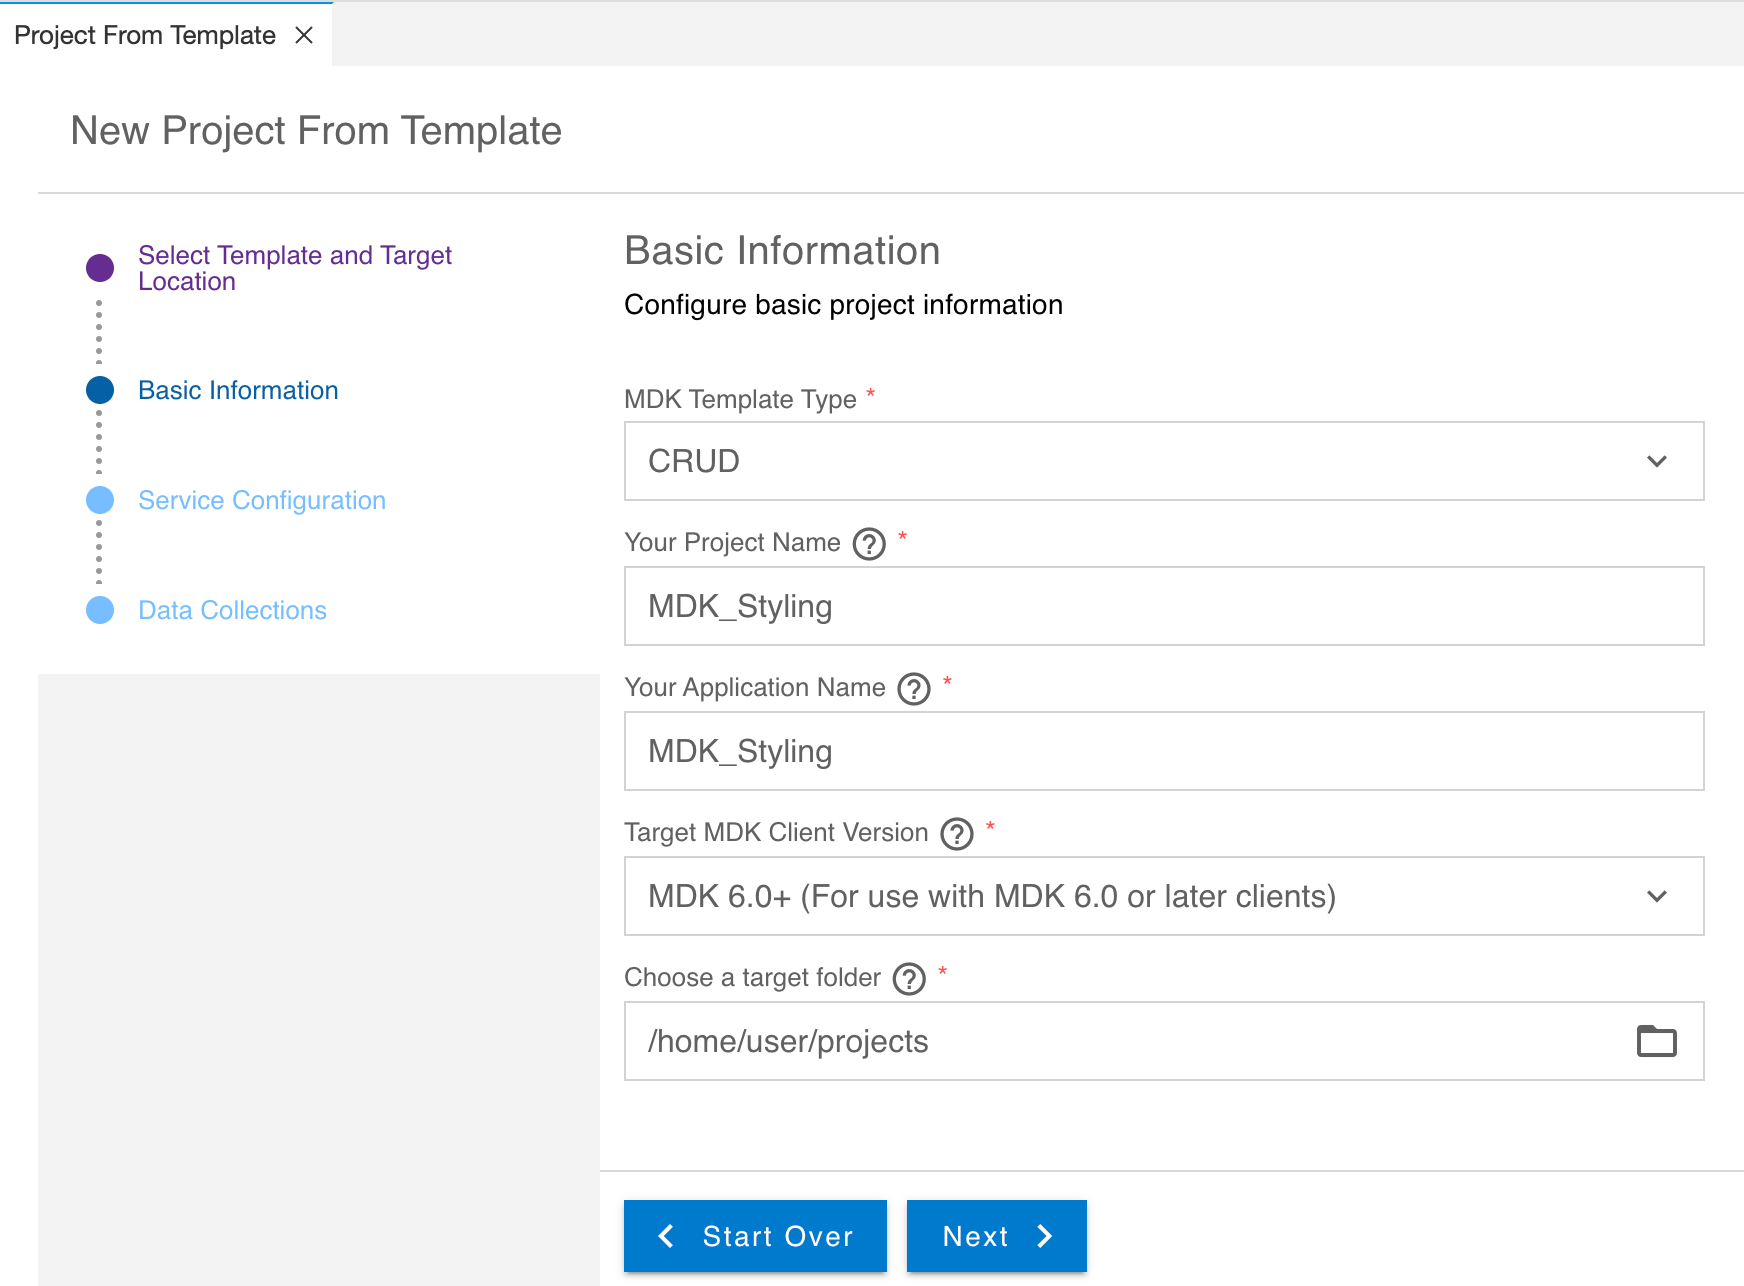 Project From Template
New Project From Template
Select Template and Target
Location
Basic Information
Service Configuration
Data Collections
Basic Information
Configure basic project information
MDK Template Type *
CRUD
Your Project Name ? *
MDK_Styling
Your Application Name ? *
MDK_Styling
Target MDK Client Version ? *
MDK 6.0+ (For use with MDK 6.0 or later clients)
Choose a target folder ? *
/home/user/projects
Start Over
Next